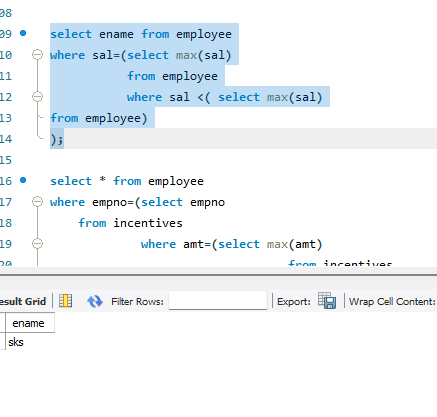 08
09 select ename from employee
10 where sal=(select max(sal)
11 from employee
12 where sal <( select max(sal)
13 from employee)
14 );
15
16 select * from employee
17 where empno=(select empno
18 from incentives
19 where amt=(select max(amt)
20 from incentives
esult Grid Filter Rows: Export: Wrap Cell Content:
ename
sks